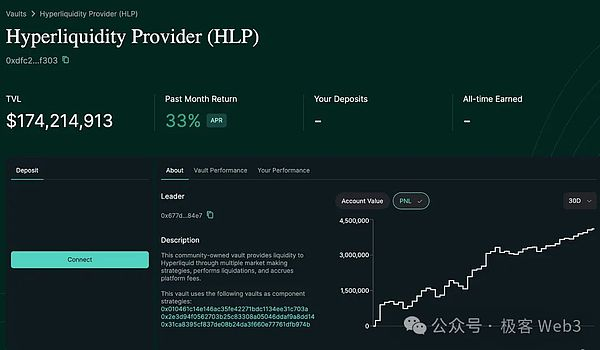 Vaults > Hyperliquidity Provider (HLP)
Hyperliquidity Provider (HLP)
0xdfc2...f303
TVL
$174,214,913
Past Month Return
33% APR
Your Deposits
-
All-time Earned
-
Deposit
Connect
About Vault Performance Your Performance
Leader
0x677d...84e7
Description
This community-owned vault provides liquidity to
Hyperliquid through multiple market making
strategies, performs liquidations, and accrues
platform fees.
This vault uses the following vaults as component
strategies:
0x010461c14e146ac35fe42271bdc1134ee31c703a
0x2e3d94f0562703b25c83308a05046ddaf9a8dd14
0x31ca8395cf837de08b24da3f660e77761dfb974b
Account Value PNL 30D
4,500,000
3,000,000
1,500,000
0
公众号 · 极客 Web3